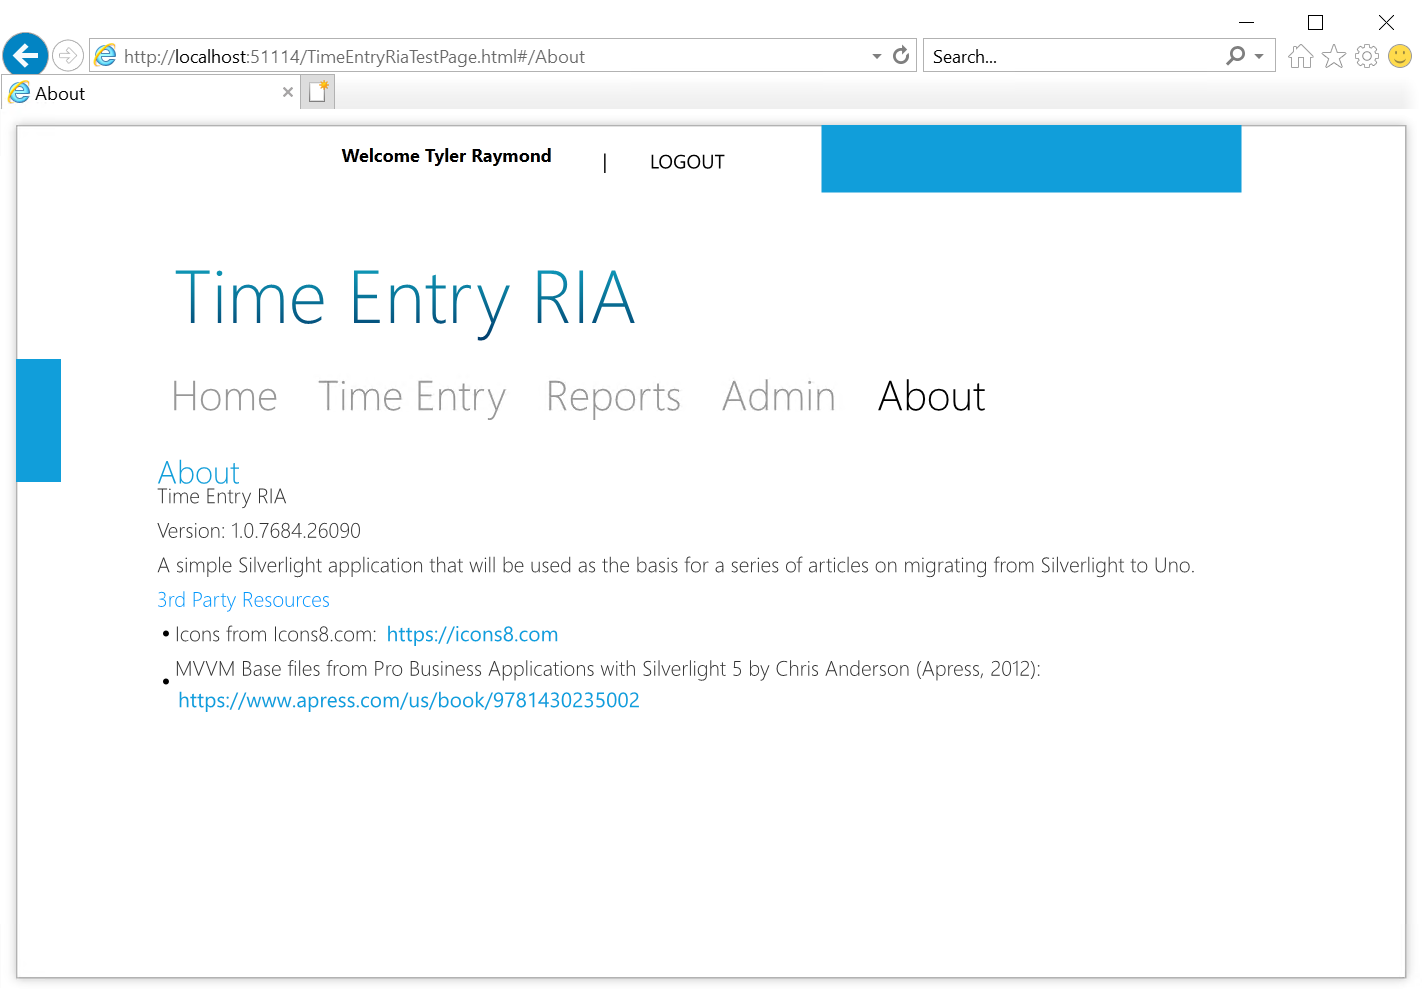 http://localhost:51114/TimeEntryRiaTestPage.html#/About
Search...
About
Welcome Tyler Raymond | LOGOUT
Time Entry RIA
Home Time Entry Reports Admin About
About
Time Entry RIA
Version: 1.0.7684.26090
A simple Silverlight application that will be used as the basis for a series of articles on migrating from Silverlight to Uno.
3rd Party Resources
• Icons from Icons8.com: https://icons8.com
• MVVM Base files from Pro Business Applications with Silverlight 5 by Chris Anderson (Apress, 2012):
https://www.apress.com/us/book/9781430235002